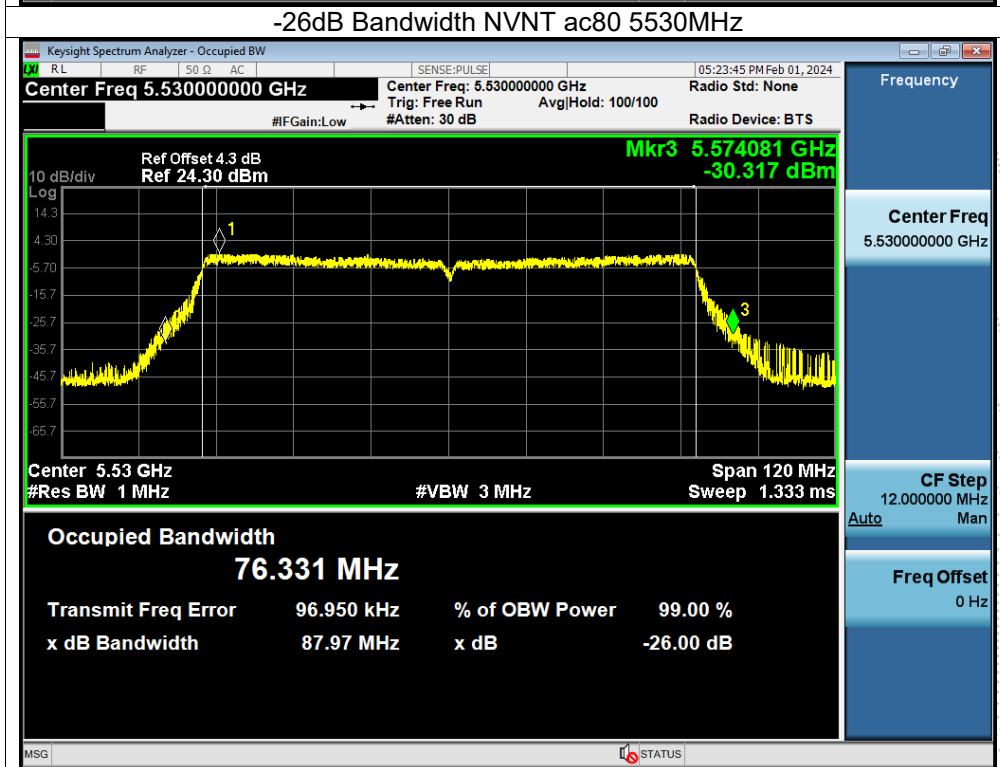 -26dB Bandwidth NVNT ac80 5530MHz
Keysight Spectrum Analyzer - Occupied BW
LXI RL RF 50 Ω AC SENSE:PULSE 05:23:45 PM Feb 01, 2024
Center Freq 5.530000000 GHz
Center Freq: 5.530000000 GHz Radio Std: None
Trig: Free Run Avg|Hold: 100/100
#IFGain:Low #Atten: 30 dB Radio Device: BTS
Mkr3 5.574081 GHz
-30.317 dBm
Ref Offset 4.3 dB
10 dB/div Ref 24.30 dBm
Log
14.3
4.30
-5.70
-15.7
-25.7
-35.7
-45.7
-55.7
-65.7
1
3
Center 5.53 GHz Span 120 MHz
#Res BW 1 MHz #VBW 3 MHz Sweep 1.333 ms
Occupied Bandwidth
76.331 MHz
Transmit Freq Error 96.950 kHz % of OBW Power 99.00 %
x dB Bandwidth 87.97 MHz x dB -26.00 dB
Frequency
Center Freq
5.530000000 GHz
CF Step
12.000000 MHz
Auto Man
Freq Offset
0 Hz
MSG STATUS